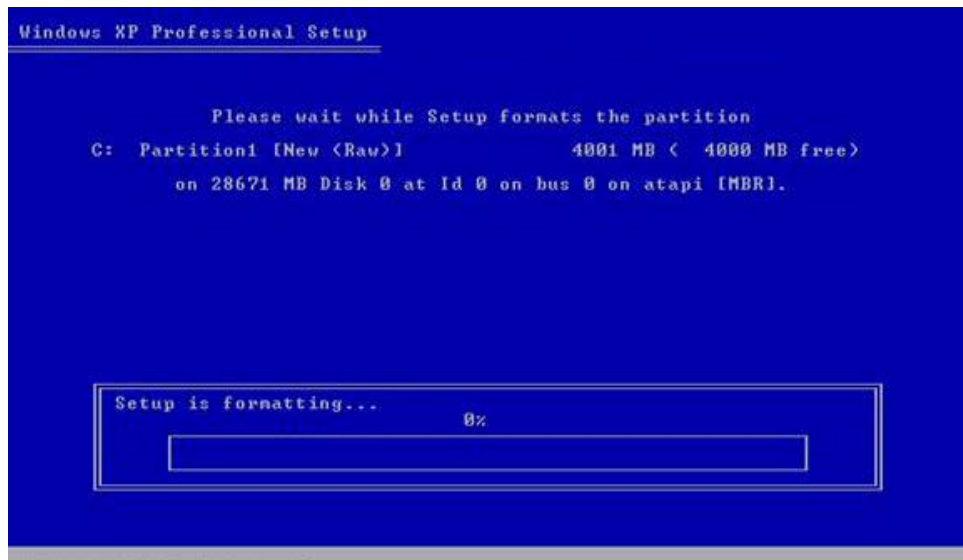 Windows XP Professional Setup
Please wait while Setup formats the partition
C: Partition1 [New (Raw)] 4001 MB ( 4000 MB free)
on 28671 MB Disk 0 at Id 0 on bus 0 on atapi [MBR].
Setup is formatting...
0%